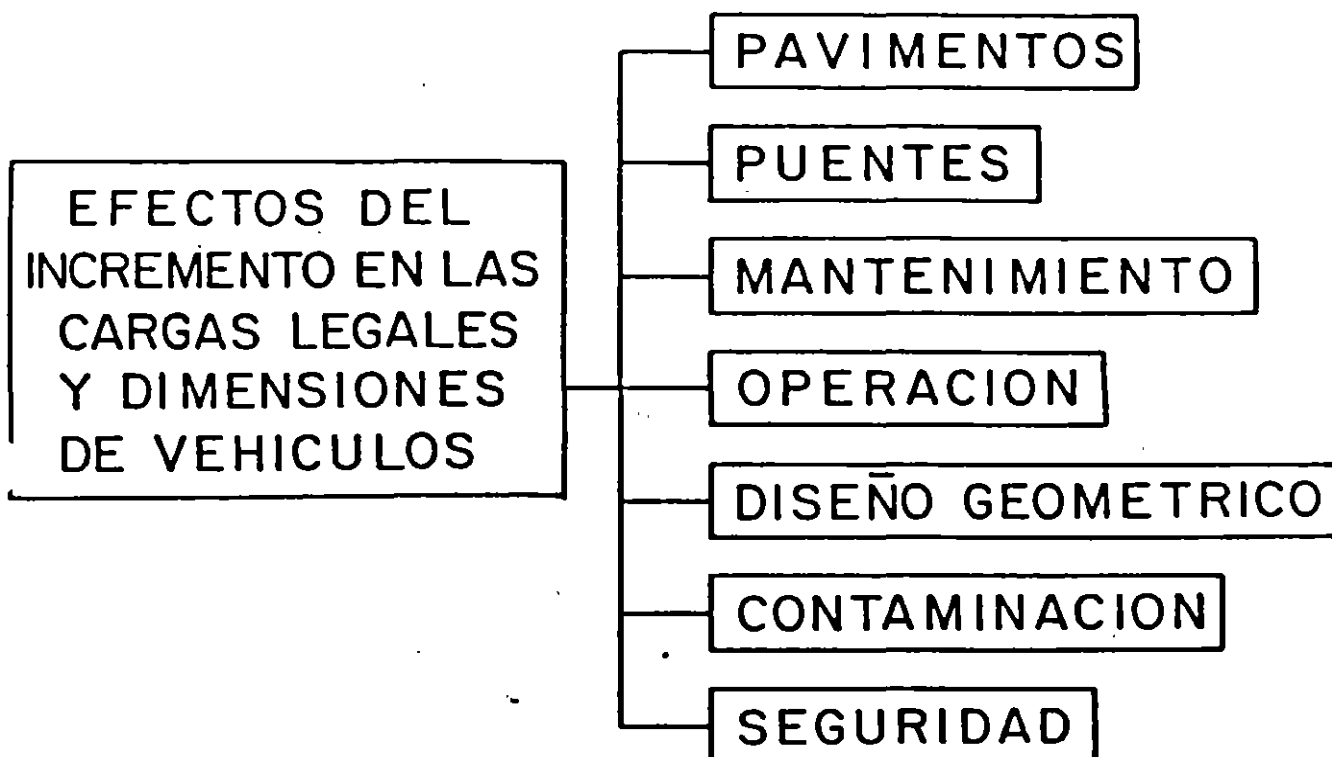 EFECTOS DEL
INCREMENTO EN LAS
CARGAS LEGALES
Y DIMENSIONES
DE VEHICULOS
PAVIMENTOS
PUENTES
MANTENIMIENTO
OPERACION
DISEÑO GEOMETRICO
CONTAMINACION
SEGURIDAD